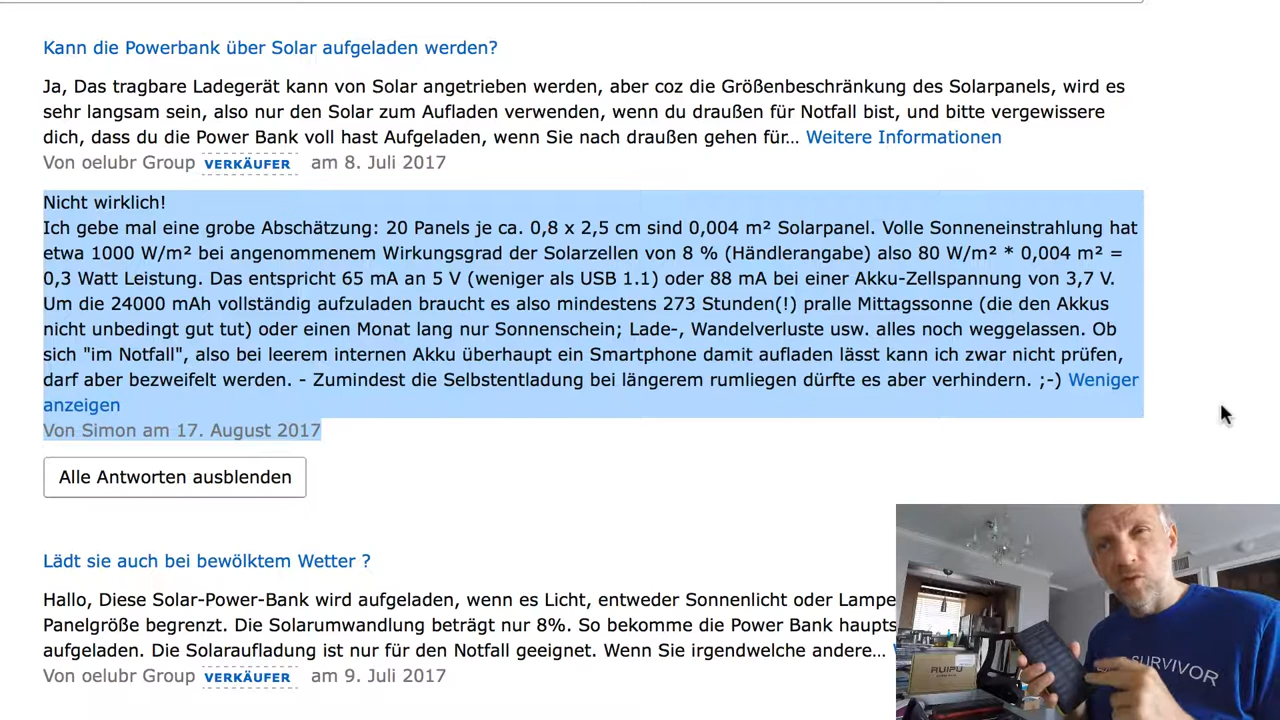 Kann die Powerbank über Solar aufgeladen werden?
Ja, Das tragbare Ladegerät kann von Solar angetrieben werden, aber coz die Größenbeschränkung des Solarpanels, wird es
sehr langsam sein, also nur den Solar zum Aufladen verwenden, wenn du draußen für Notfall bist, und bitte vergewissere
dich, dass du die Power Bank voll hast Aufgeladen, wenn Sie nach draußen gehen für... Weitere Informationen
Von oelubr Group VERKÄUFER am 8. Juli 2017
Nicht wirklich!
Ich gebe mal eine grobe Abschätzung: 20 Panels je ca. 0,8 x 2,5 cm sind 0,004 m² Solarpanel. Volle Sonneneinstrahlung hat
etwa 1000 W/m² bei angenommenem Wirkungsgrad der Solarzellen von 8 % (Händlerangabe) also 80 W/m² * 0,004 m² =
0,3 Watt Leistung. Das entspricht 65 mA an 5 V (weniger als USB 1.1) oder 88 mA bei einer Akku-Zellspannung von 3,7 V.
Um die 24000 mAh vollständig aufzuladen braucht es also mindestens 273 Stunden(!) pralle Mittagssonne (die den Akkus
nicht unbedingt gut tut) oder einen Monat lang nur Sonnenschein; Lade-, Wandelverluste usw. alles noch weggelassen. Ob
sich "im Notfall", also bei leerem internen Akku überhaupt ein Smartphone damit aufladen lässt kann ich zwar nicht prüfen,
darf aber bezweifelt werden. - Zumindest die Selbstentladung bei längerem rumliegen dürfte es aber verhindern. ;-) Weniger
anzeigen
Von Simon am 17. August 2017
Alle Antworten ausblenden
Lädt sie auch bei bewölktem Wetter ?
Hallo, Diese Solar-Power-Bank wird aufgeladen, wenn es Licht, entweder Sonnenlicht oder Lampe
Panelgröße begrenzt. Die Solarumwandlung beträgt nur 8%. So bekomme die Power Bank haupts
aufgeladen. Die Solaraufladung ist nur für den Notfall geeignet. Wenn Sie irgendwelche andere...
Von oelubr Group VERKÄUFER am 9. Juli 2017
RUIPU
SURVIVOR